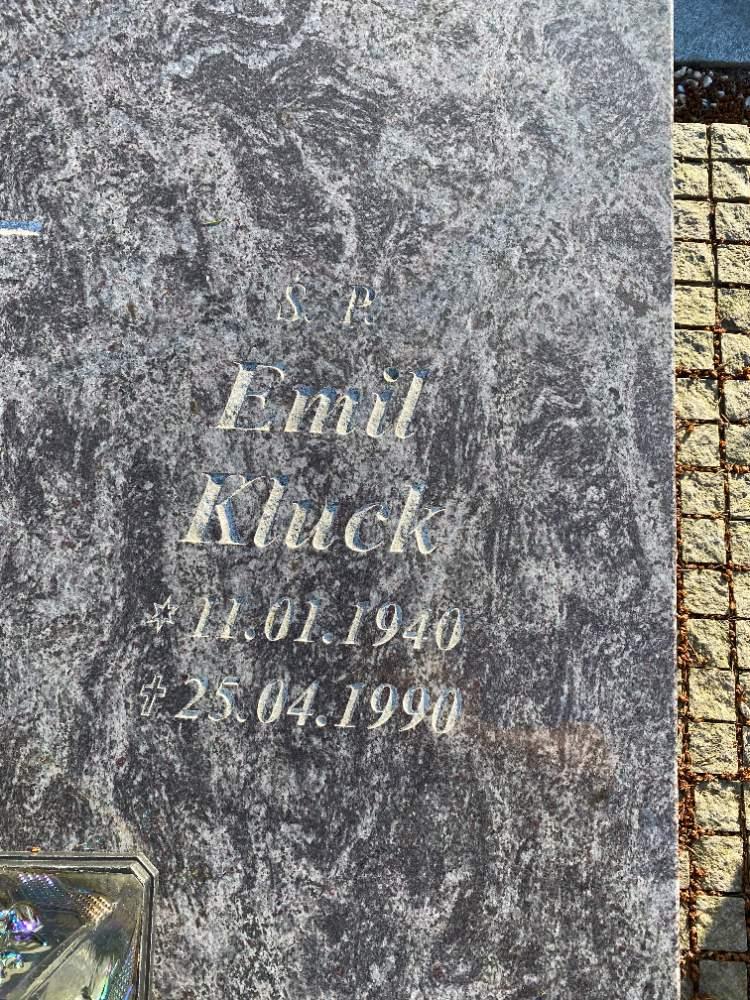 Ś. P.
Emil
Kluck
✡ 11.01.1940
✝ 25.04.1990